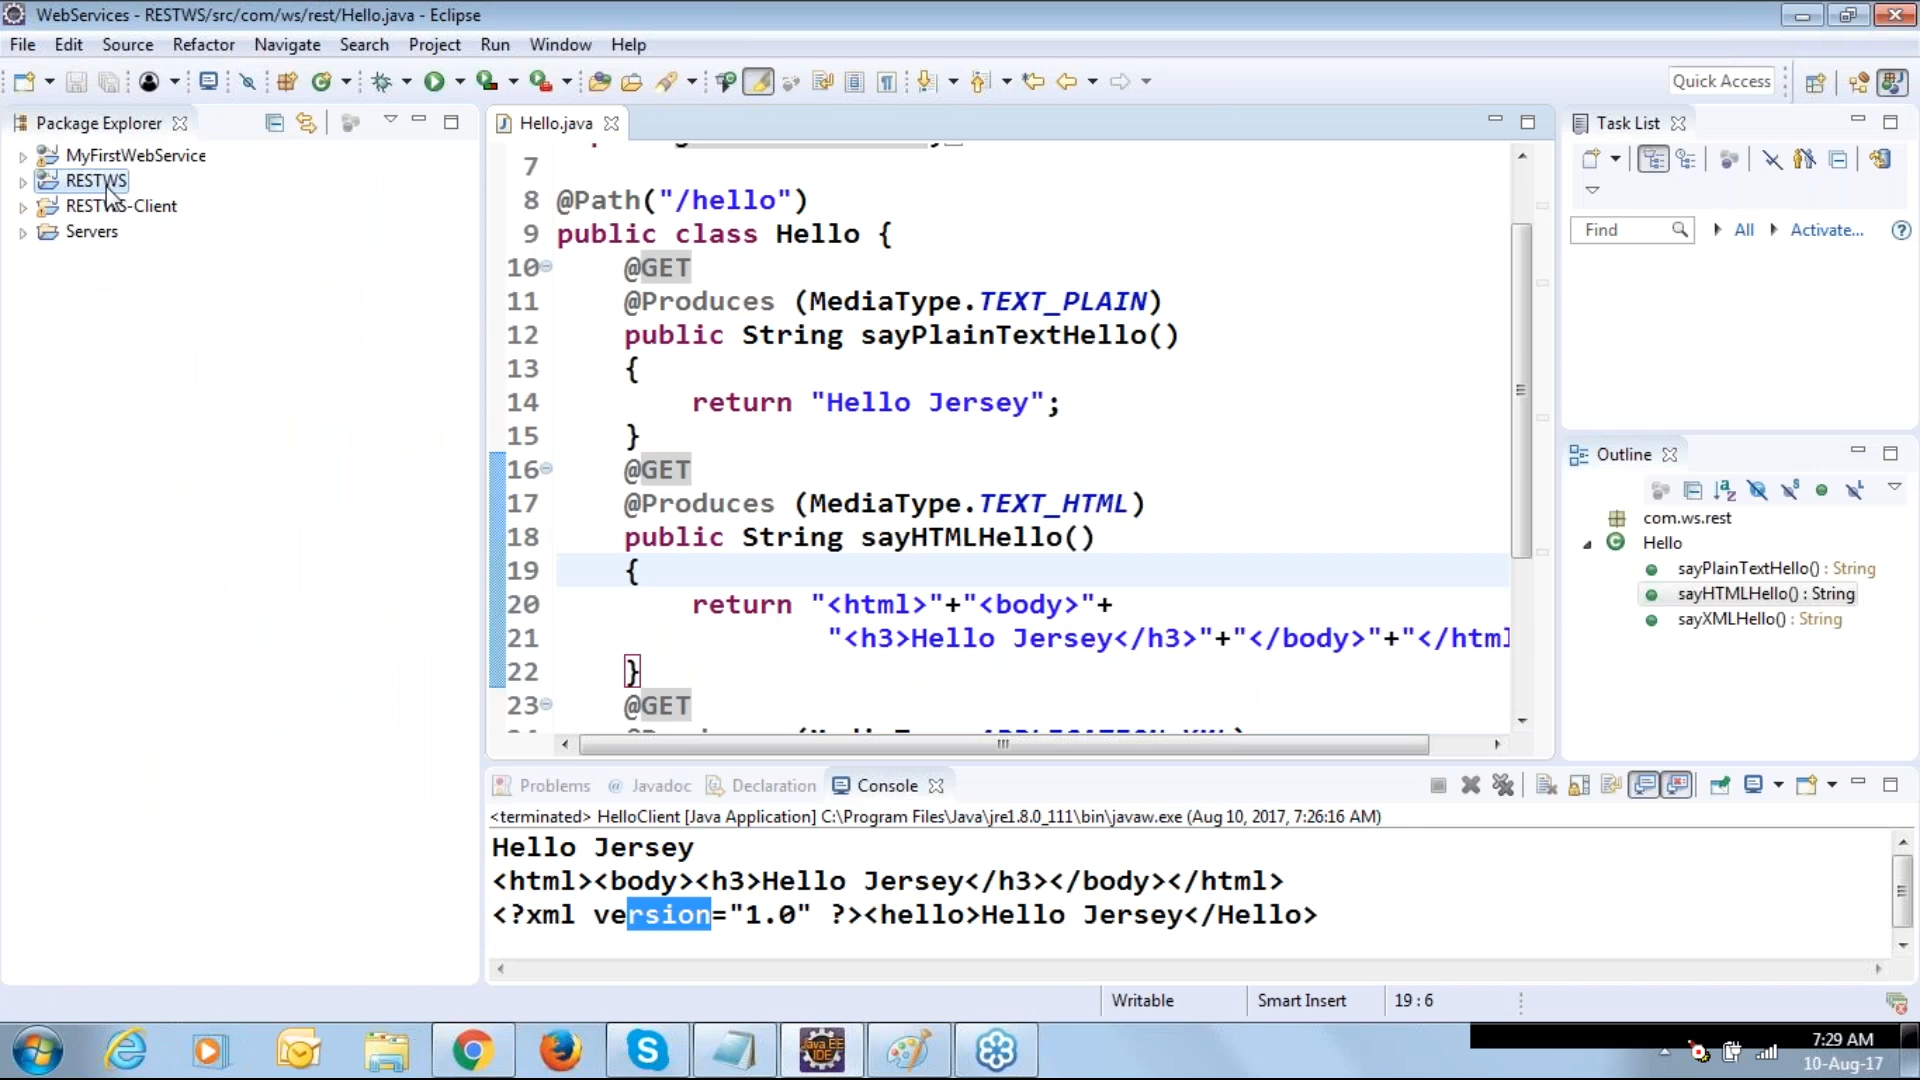 WebServices - RESTWS/src/com/ws/rest/Hello.java - Eclipse
File Edit Source Refactor Navigate Search Project Run Window Help
Quick Access
Package Explorer
MyFirstWebService
RESTWS
RESTWS-Client
Servers
Hello.java
7
8 @Path("/hello")
9 public class Hello {
10 @GET
11 @Produces (MediaType.TEXT_PLAIN)
12 public String sayPlainTextHello()
13 {
14 return "Hello Jersey";
15 }
16 @GET
17 @Produces (MediaType.TEXT_HTML)
18 public String sayHTMLHello()
19 {
20 return "<html>"+"<body>"+
21 "<h3>Hello Jersey</h3>"+"</body>"+"</html
22 }
23 @GET
Task List
Find All Activate...
Outline
com.ws.rest
Hello
sayPlainTextHello() : String
sayHTMLHello() : String
sayXMLHello() : String
Problems @ Javadoc Declaration Console
<terminated> HelloClient [Java Application] C:\Program Files\Java\jre1.8.0_111\bin\javaw.exe (Aug 10, 2017, 7:26:16 AM)
Hello Jersey
<html><body><h3>Hello Jersey</h3></body></html>
<?xml version="1.0" ?><hello>Hello Jersey</Hello>
Writable Smart Insert 19 : 6
Java EE
IDE
7:29 AM
10-Aug-17